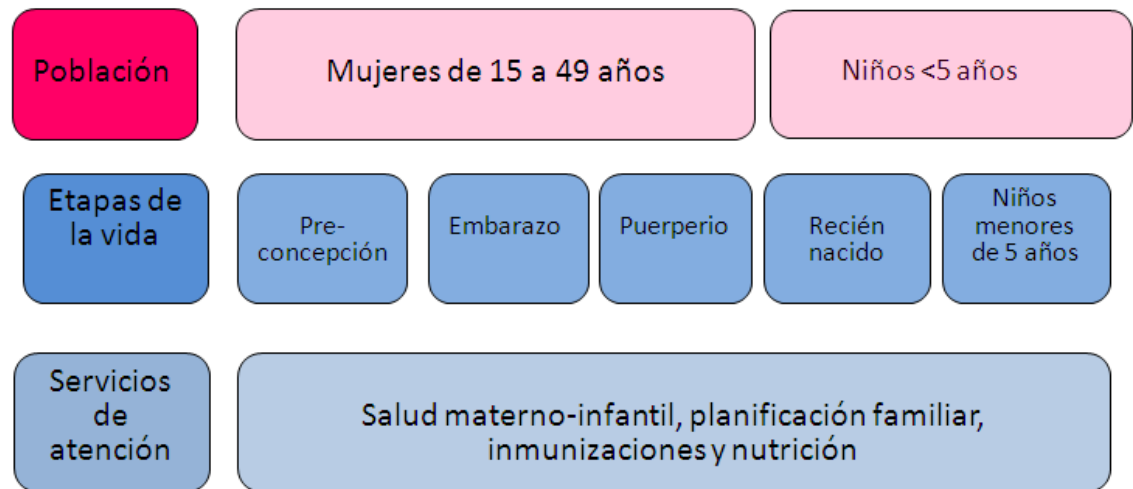 Población
Mujeres de 15 a 49 años
Niños <5 años
Etapas de
la vida
Pre-
concepción
Embarazo
Puerperio
Recién
nacido
Niños
menores
de 5 años
Servicios
de
atención
Salud materno-infantil, planificación familiar,
inmunizaciones y nutrición